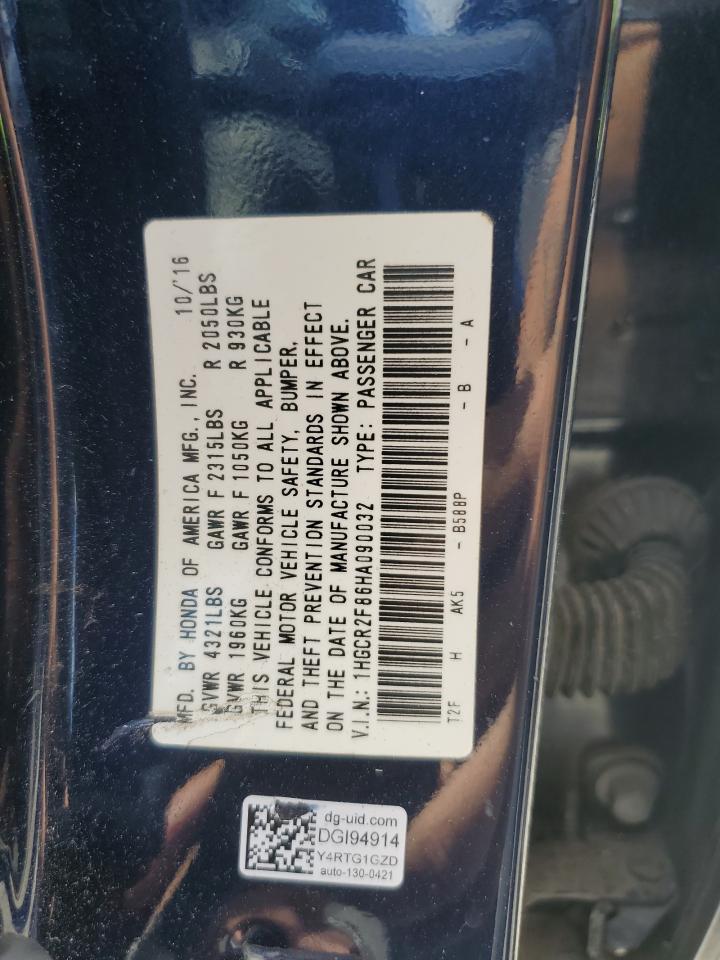 MFD. BY HONDA OF AMERICA MFG., INC. 10/'16
GVWR 4321LBS GAWR F 2315LBS R 2050LBS
GVWR 1960KG GAWR F 1050KG R 930KG
THIS VEHICLE CONFORMS TO ALL APPLICABLE
FEDERAL MOTOR VEHICLE SAFETY, BUMPER,
AND THEFT PREVENTION STANDARDS IN EFFECT
ON THE DATE OF MANUFACTURE SHOWN ABOVE.
V.I.N.: 1HGCR2F86HA090032 TYPE: PASSENGER CAR
T2F H AK5 - B588P - B - A
dg-uid.com
DGI94914
Y4RTG1GZD
auto-130-0421